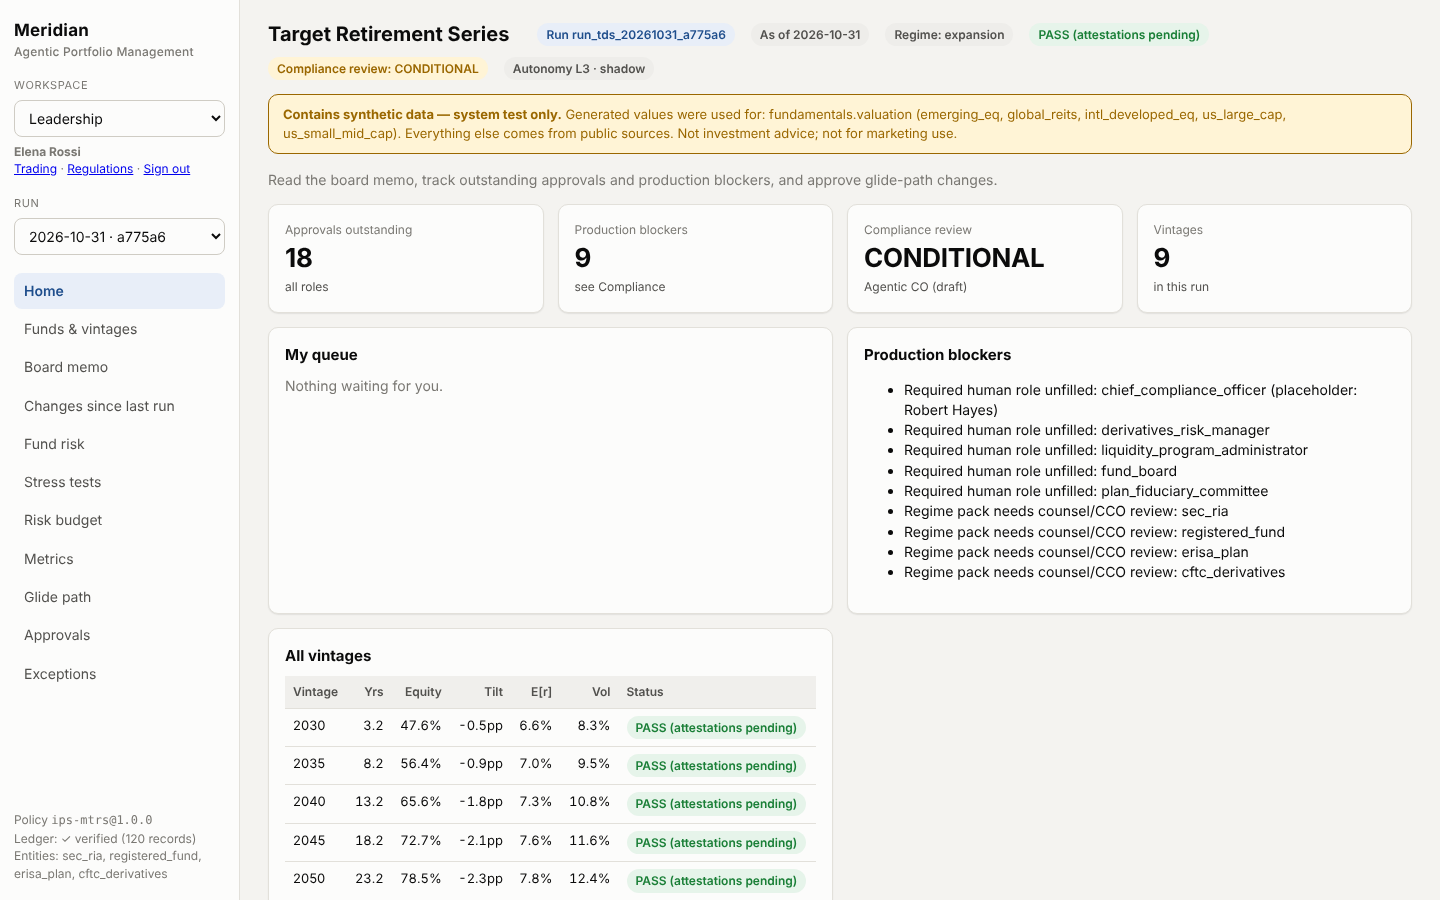 Meridian
Agentic Portfolio Management
WORKSPACE
Leadership
Elena Rossi
Trading · Regulations · Sign out
RUN
2026-10-31 · a775a6
Home
Funds & vintages
Board memo
Changes since last run
Fund risk
Stress tests
Risk budget
Metrics
Glide path
Approvals
Exceptions
Policy ips-mtrs@1.0.0
Ledger: ✓ verified (120 records)
Entities: sec_ria, registered_fund,
erisa_plan, cftc_derivatives
Target Retirement Series
Run run_tds_20261031_a775a6
As of 2026-10-31
Regime: expansion
PASS (attestations pending)
Compliance review: CONDITIONAL
Autonomy L3 · shadow
Contains synthetic data — system test only. Generated values were used for: fundamentals.valuation (emerging_eq, global_reits, intl_developed_eq, us_large_cap,
us_small_mid_cap). Everything else comes from public sources. Not investment advice; not for marketing use.
Read the board memo, track outstanding approvals and production blockers, and approve glide-path changes.
Approvals outstanding
18
all roles
Production blockers
9
see Compliance
Compliance review
CONDITIONAL
Agentic CO (draft)
Vintages
9
in this run
My queue
Nothing waiting for you.
Production blockers
• Required human role unfilled: chief_compliance_officer (placeholder:
Robert Hayes)
• Required human role unfilled: derivatives_risk_manager
• Required human role unfilled: liquidity_program_administrator
• Required human role unfilled: fund_board
• Required human role unfilled: plan_fiduciary_committee
• Regime pack needs counsel/CCO review: sec_ria
• Regime pack needs counsel/CCO review: registered_fund
• Regime pack needs counsel/CCO review: erisa_plan
• Regime pack needs counsel/CCO review: cftc_derivatives
All vintages
Vintage Yrs Equity Tilt E[r] Vol Status
2030 3.2 47.6% -0.5pp 6.6% 8.3% PASS (attestations pending)
2035 8.2 56.4% -0.9pp 7.0% 9.5% PASS (attestations pending)
2040 13.2 65.6% -1.8pp 7.3% 10.8% PASS (attestations pending)
2045 18.2 72.7% -2.1pp 7.6% 11.6% PASS (attestations pending)
2050 23.2 78.5% -2.3pp 7.8% 12.4% PASS (attestations pending)